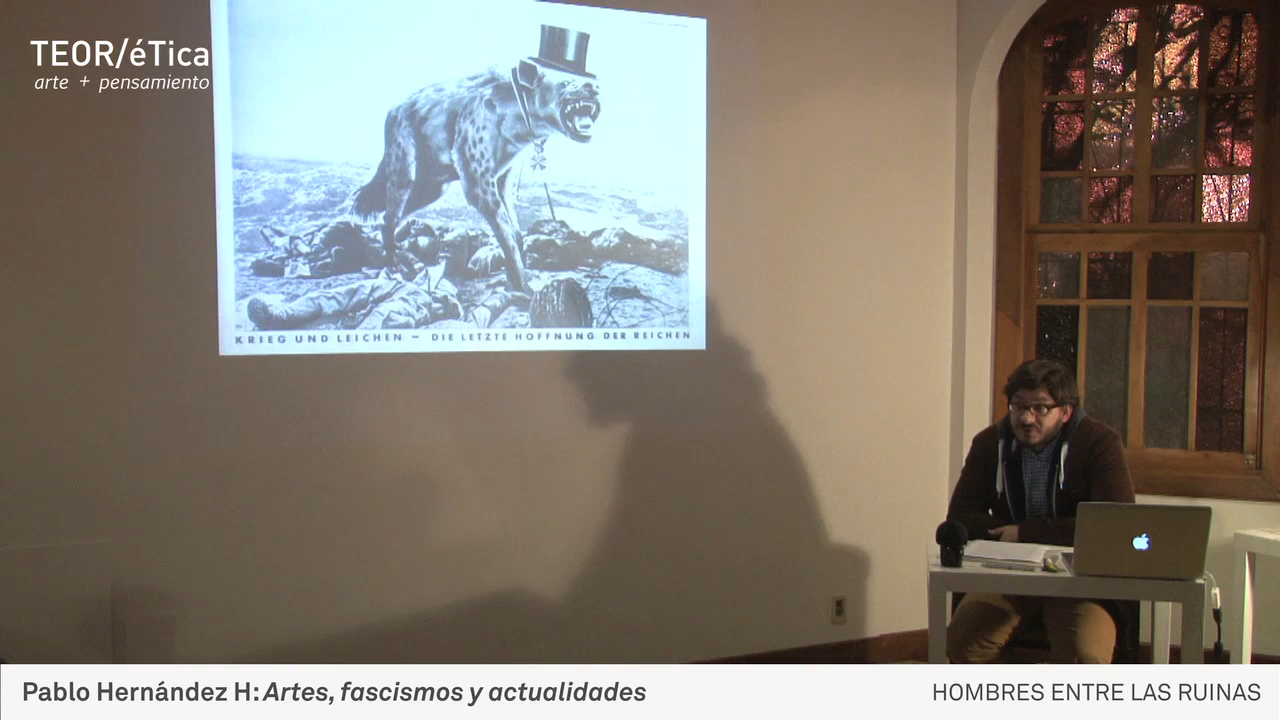 TEOR/éTica
arte + pensamiento
KRIEG UND LEICHEN – DIE LETZTE HOFFNUNG DER REICHEN
Pablo Hernández H: Artes, fascismos y actualidades
HOMBRES ENTRE LAS RUINAS